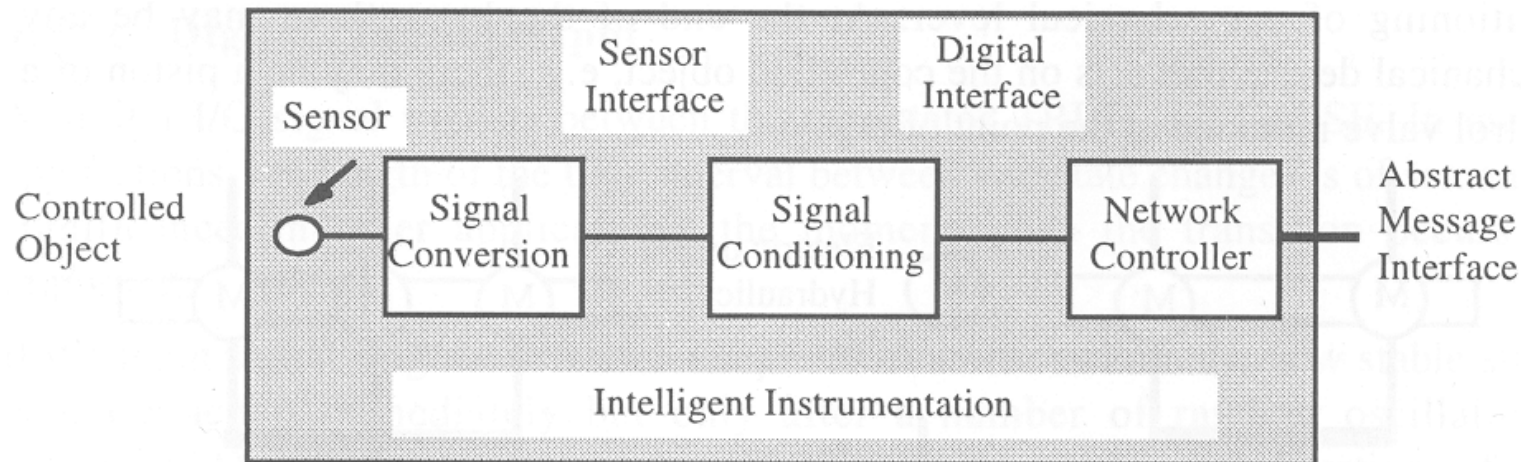 Sensor
Interface
Digital
Interface
Sensor
Controlled
Object
Signal
Conversion
Signal
Conditioning
Network
Controller
Abstract
Message
Interface
Intelligent Instrumentation